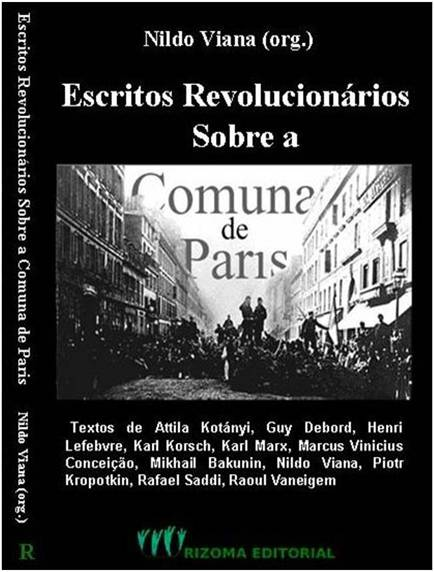 Escritos Revolucionários Sobre a Comuna de Paris
Nildo Viana (org.)
R
Nildo Viana (org.)
Escritos Revolucionários
Sobre a
Comuna
de
Paris
Textos de Attila Kotányi, Guy Debord, Henri
Lefebvre, Karl Korsch, Karl Marx, Marcus Vinicius
Conceição, Mikhail Bakunin, Nildo Viana, Piotr
Kropotkin, Rafael Saddi, Raoul Vaneigem
RIZOMA EDITORIAL